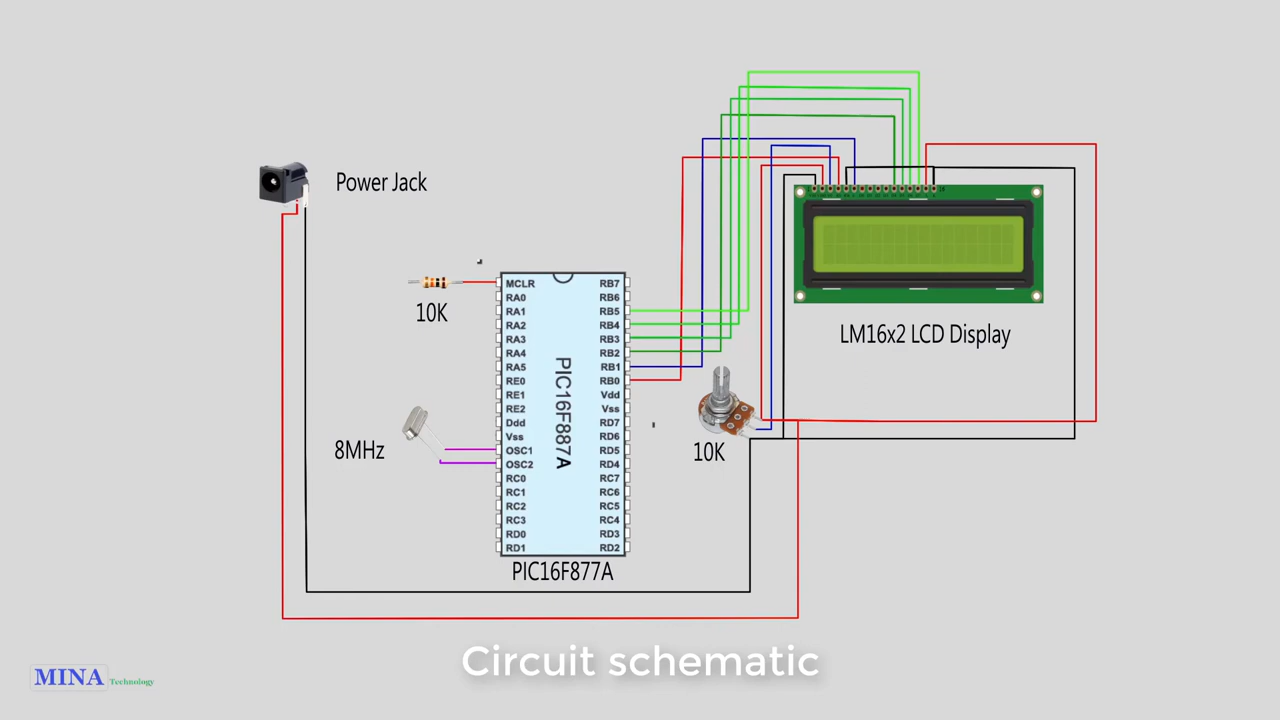 Power Jack
10K
MCLR
RA0
RA1
RA2
RA3
RA4
RA5
RE0
RE1
RE2
Ddd
Vss
OSC1
OSC2
RC0
RC1
RC2
RC3
RD0
RD1
PIC16F887A
RB7
RB6
RB5
RB4
RB3
RB2
RB1
RB0
Vdd
Vss
RD7
RD6
RD5
RD4
RC7
RC6
RC5
RC4
RD3
RD2
8MHz
PIC16F877A
10K
LM16x2 LCD Display
16
Circuit schematic
MINA Technology